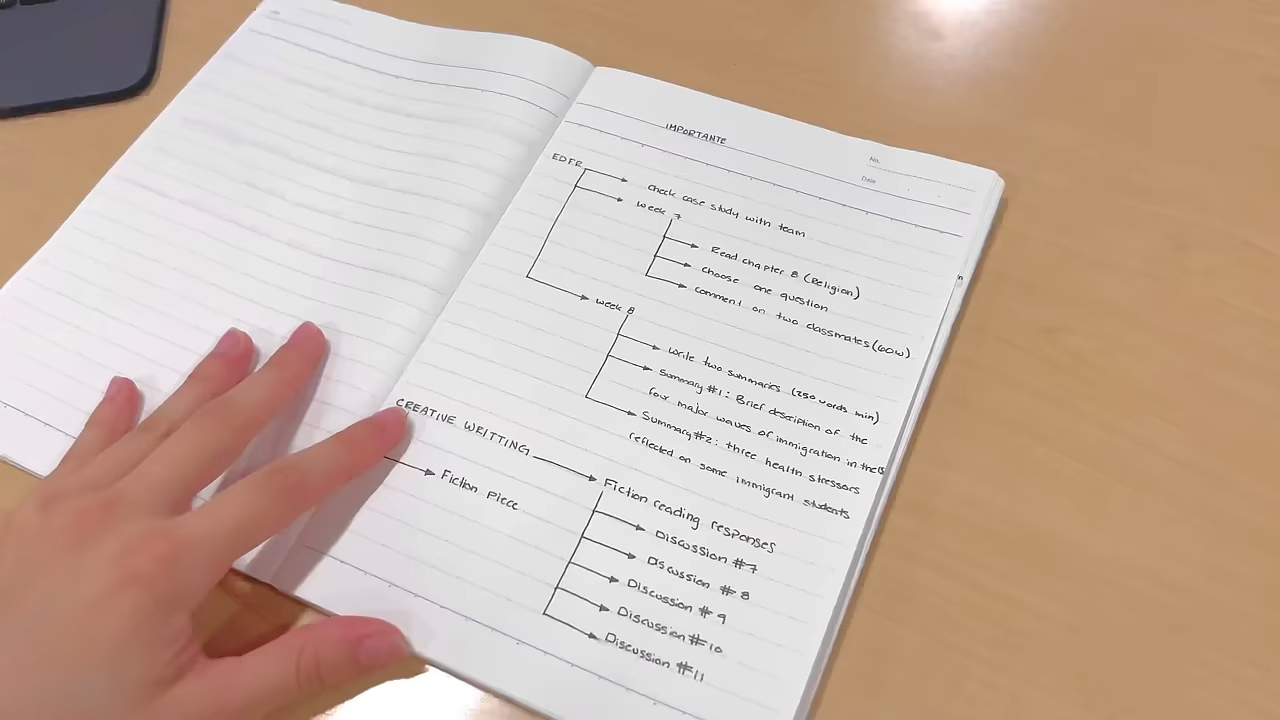 IMPORTANTE
No.
Date
EDFR
Check case study with team
Week 7
Read chapter 8 (Religion)
Choose one question
Comment on two classmates (60w)
Week 8
Write two summaries (250 words min)
Summary #1: Brief description of the
four major waves of immigration in the US
Summary #2: three health stressors
reflected on some immigrant students
CREATIVE WRITTING
Fiction Piece
Fiction reading responses
Discussion #7
Discussion #8
Discussion #9
Discussion #10
Discussion #11